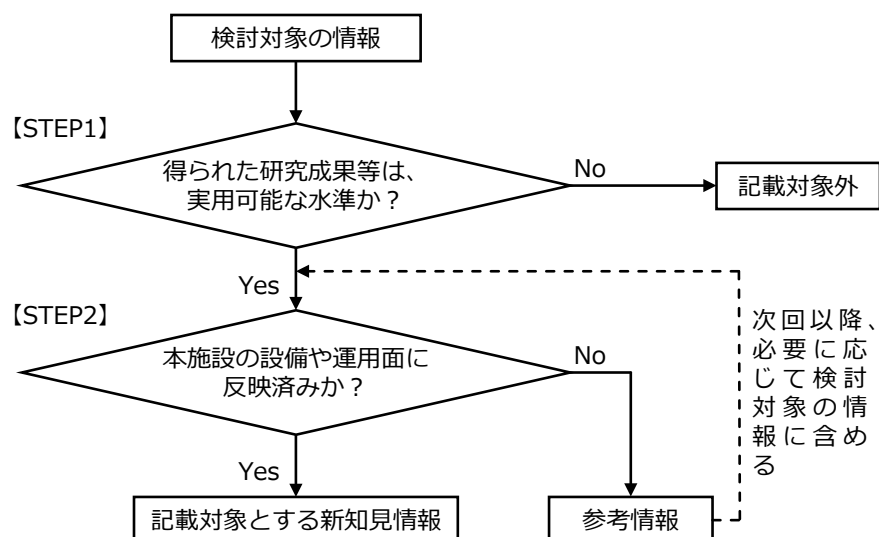 検討対象の情報
【STEP1】
得られた研究成果等は、
実用可能な水準か？
No
記載対象外
Yes
【STEP2】
本施設の設備や運用面に
反映済みか？
No
次回以降、
必要に応
じて検討
対象の情
報に含め
る
Yes
記載対象とする新知見情報
参考情報